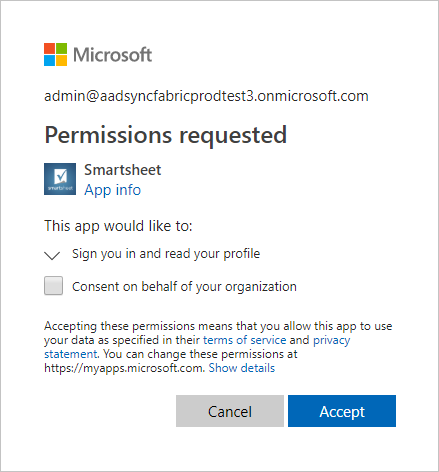 Microsoft
admin@aadsyncfabricprodtest3.onmicrosoft.com
Permissions requested
smartsheet
Smartsheet
App info
This app would like to:
Sign you in and read your profile
Consent on behalf of your organization
Accepting these permissions means that you allow this app to use
your data as specified in their terms of service and privacy
statement. You can change these permissions at
https://myapps.microsoft.com. Show details
Cancel
Accept